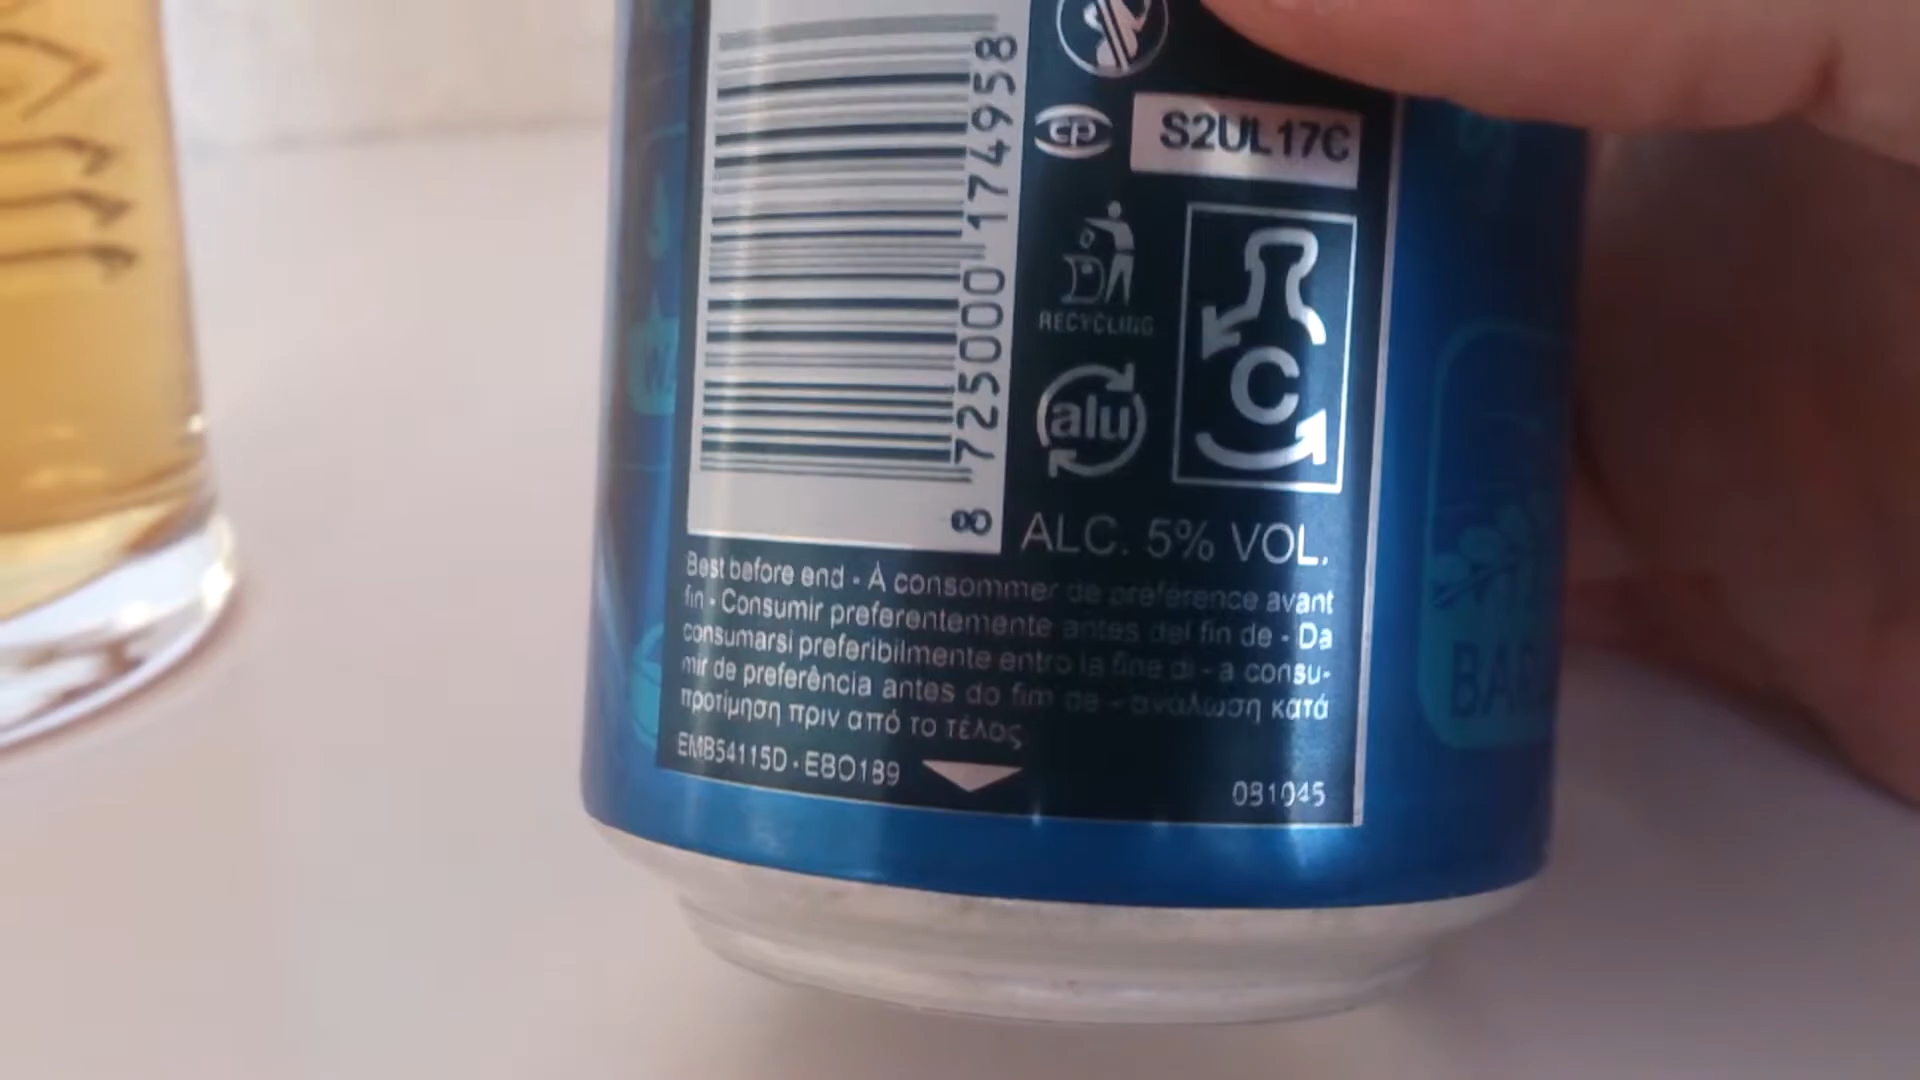 8 725000 174958
S2UL17C
RECYCLING
alu
C
ALC. 5% VOL.
Best before end - À consommer de préférence avant
fin - Consumir preferentemente antes del fin de - Da
consumarsi preferibilmente entro la fine di - a consu-
mir de preferência antes do fim de - ανάλωση κατά
προτίμηση πριν από το τέλος
EMB54115D - EBO189
081045